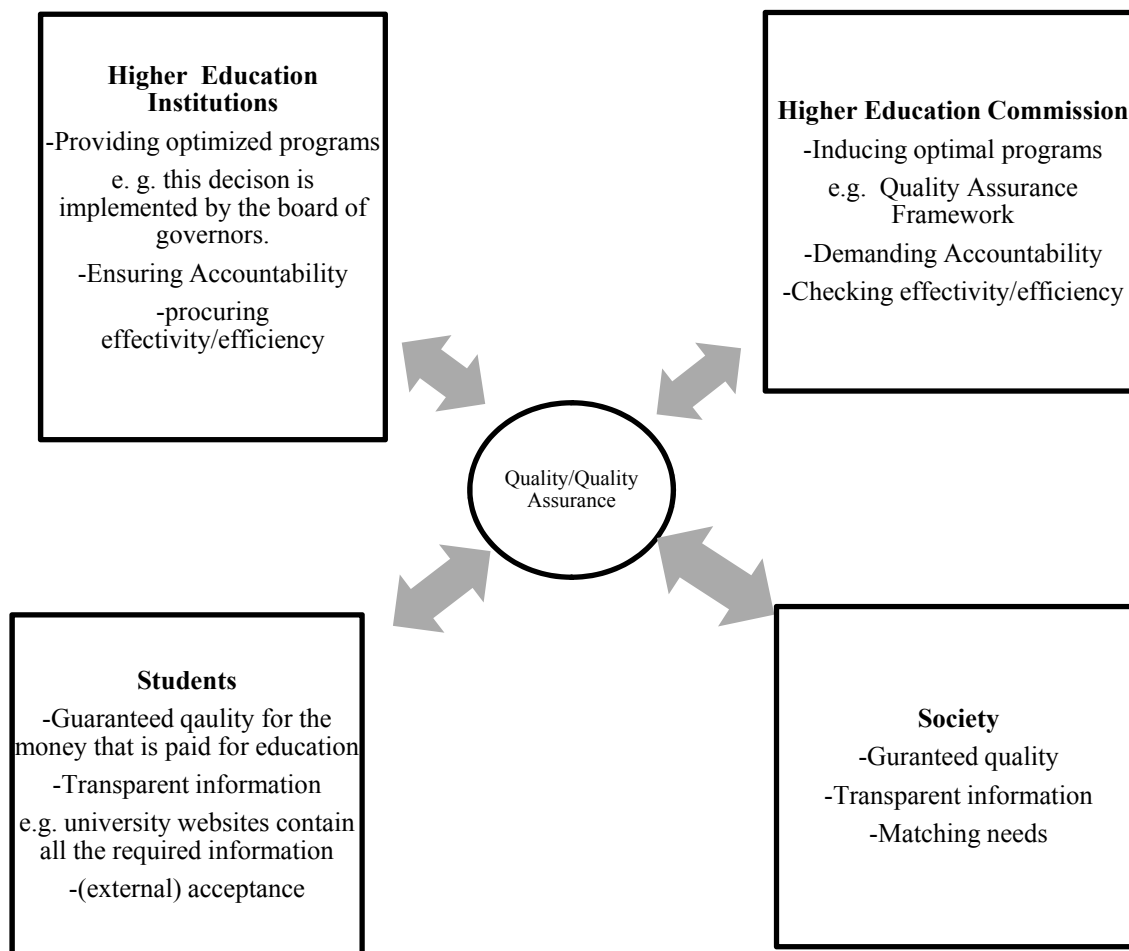 Higher Education
Institutions
-Providing optimized programs
e. g. this decison is
implemented by the board of
governors.
-Ensuring Accountability
-procuring
effectivity/efficiency
Higher Education Commission
-Inducing optimal programs
e.g. Quality Assurance
Framework
-Demanding Accountability
-Checking effectivity/efficiency
Quality/Quality
Assurance
Students
-Guaranteed qaulity for the
money that is paid for education
-Transparent information
e.g. university websites contain
all the required information
-(external) acceptance
Society
-Guranteed quality
-Transparent information
-Matching needs